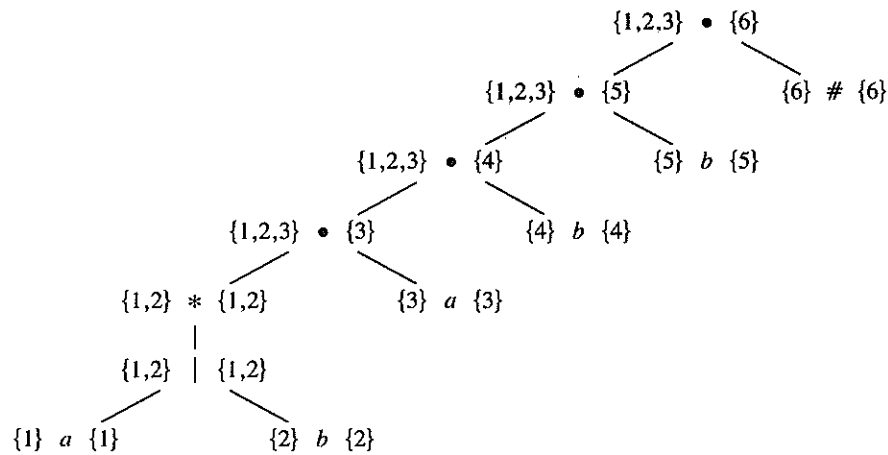 {1,2,3} • {6}
{1,2,3} • {5} {6} # {6}
{1,2,3} • {4} {5} b {5}
{1,2,3} • {3} {4} b {4}
{1,2} * {1,2} {3} a {3}
{1,2} | {1,2}
{1} a {1} {2} b {2}